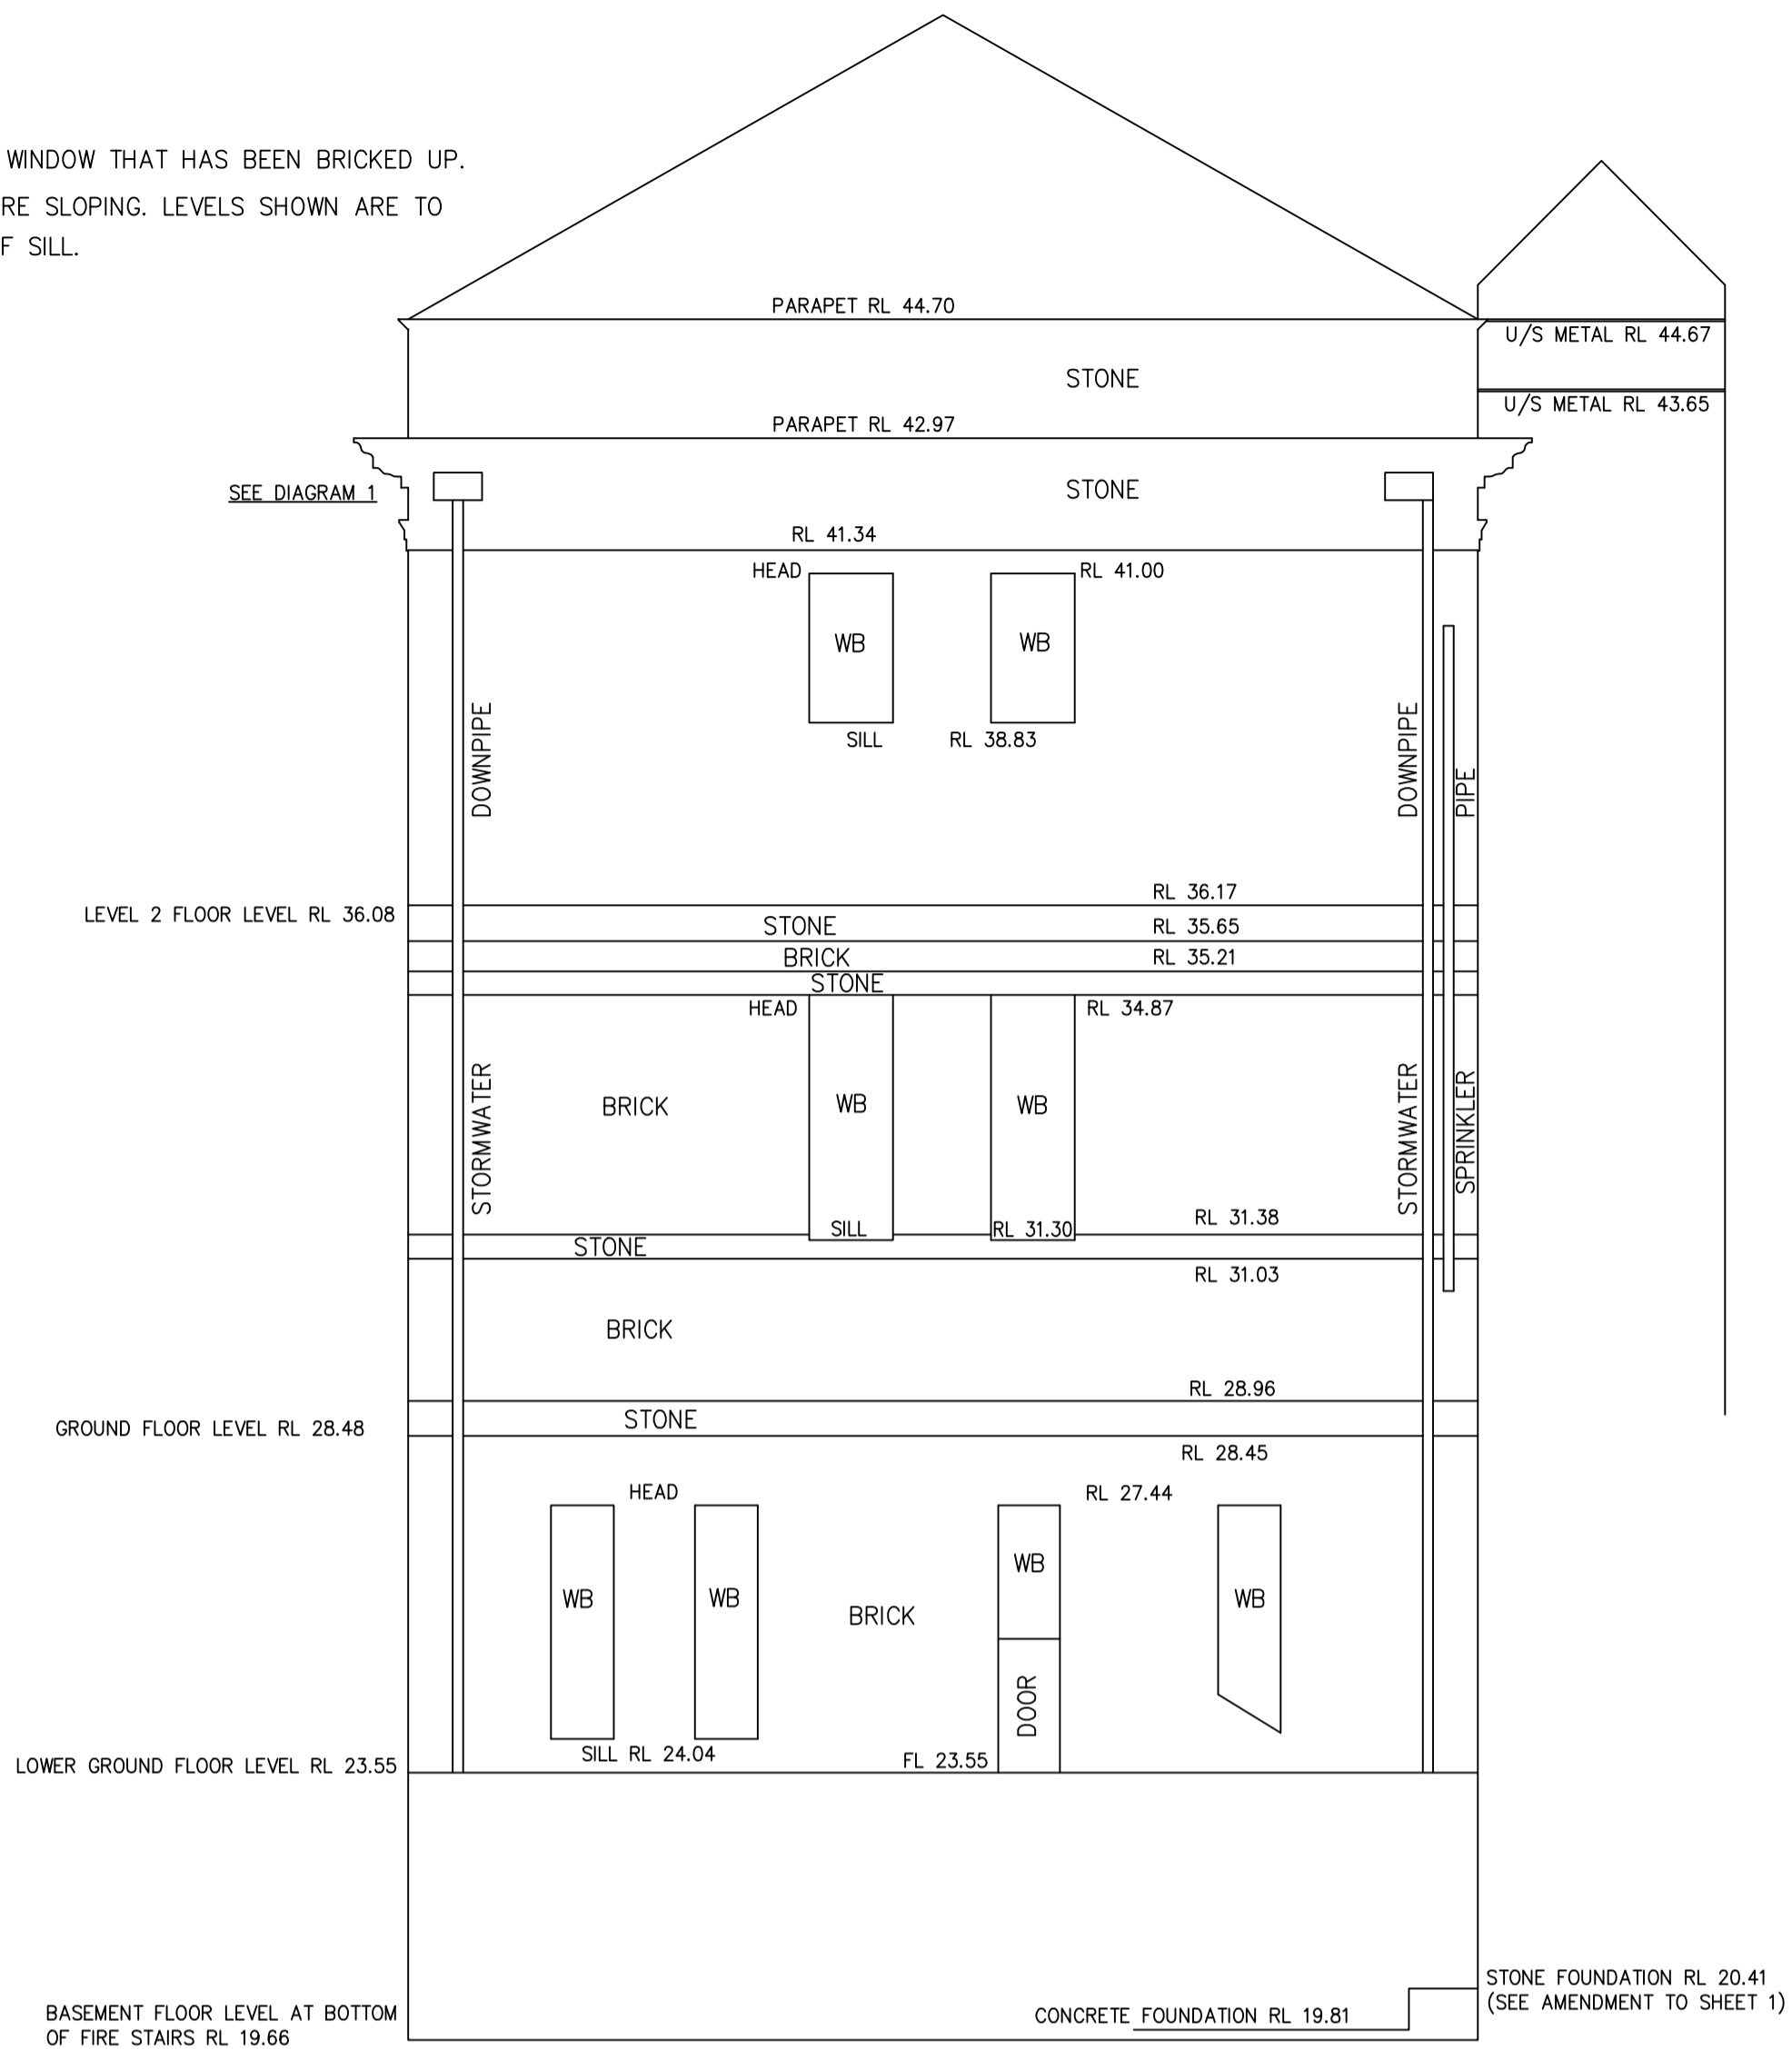 WINDOW THAT HAS BEEN BRICKED UP.
RE SLOPING. LEVELS SHOWN ARE TO
F SILL.
PARAPET RL 44.70
U/S METAL RL 44.67
STONE
U/S METAL RL 43.65
PARAPET RL 42.97
SEE DIAGRAM 1
STONE
RL 41.34
HEAD
RL 41.00
WB
WB
SILL
RL 38.83
DOWNPIPE
DOWNPIPE
PIPE
RL 36.17
LEVEL 2 FLOOR LEVEL RL 36.08
STONE
RL 35.65
BRICK
RL 35.21
STONE
HEAD
RL 34.87
BRICK
WB
WB
STORMWATER
STORMWATER
SPRINKLER
SILL
RL 31.30
RL 31.38
STONE
RL 31.03
BRICK
RL 28.96
STONE
GROUND FLOOR LEVEL RL 28.48
RL 28.45
HEAD
RL 27.44
WB
WB
WB
WB
BRICK
DOOR
SILL RL 24.04
FL 23.55
LOWER GROUND FLOOR LEVEL RL 23.55
STONE FOUNDATION RL 20.41
(SEE AMENDMENT TO SHEET 1)
BASEMENT FLOOR LEVEL AT BOTTOM
OF FIRE STAIRS RL 19.66
CONCRETE FOUNDATION RL 19.81